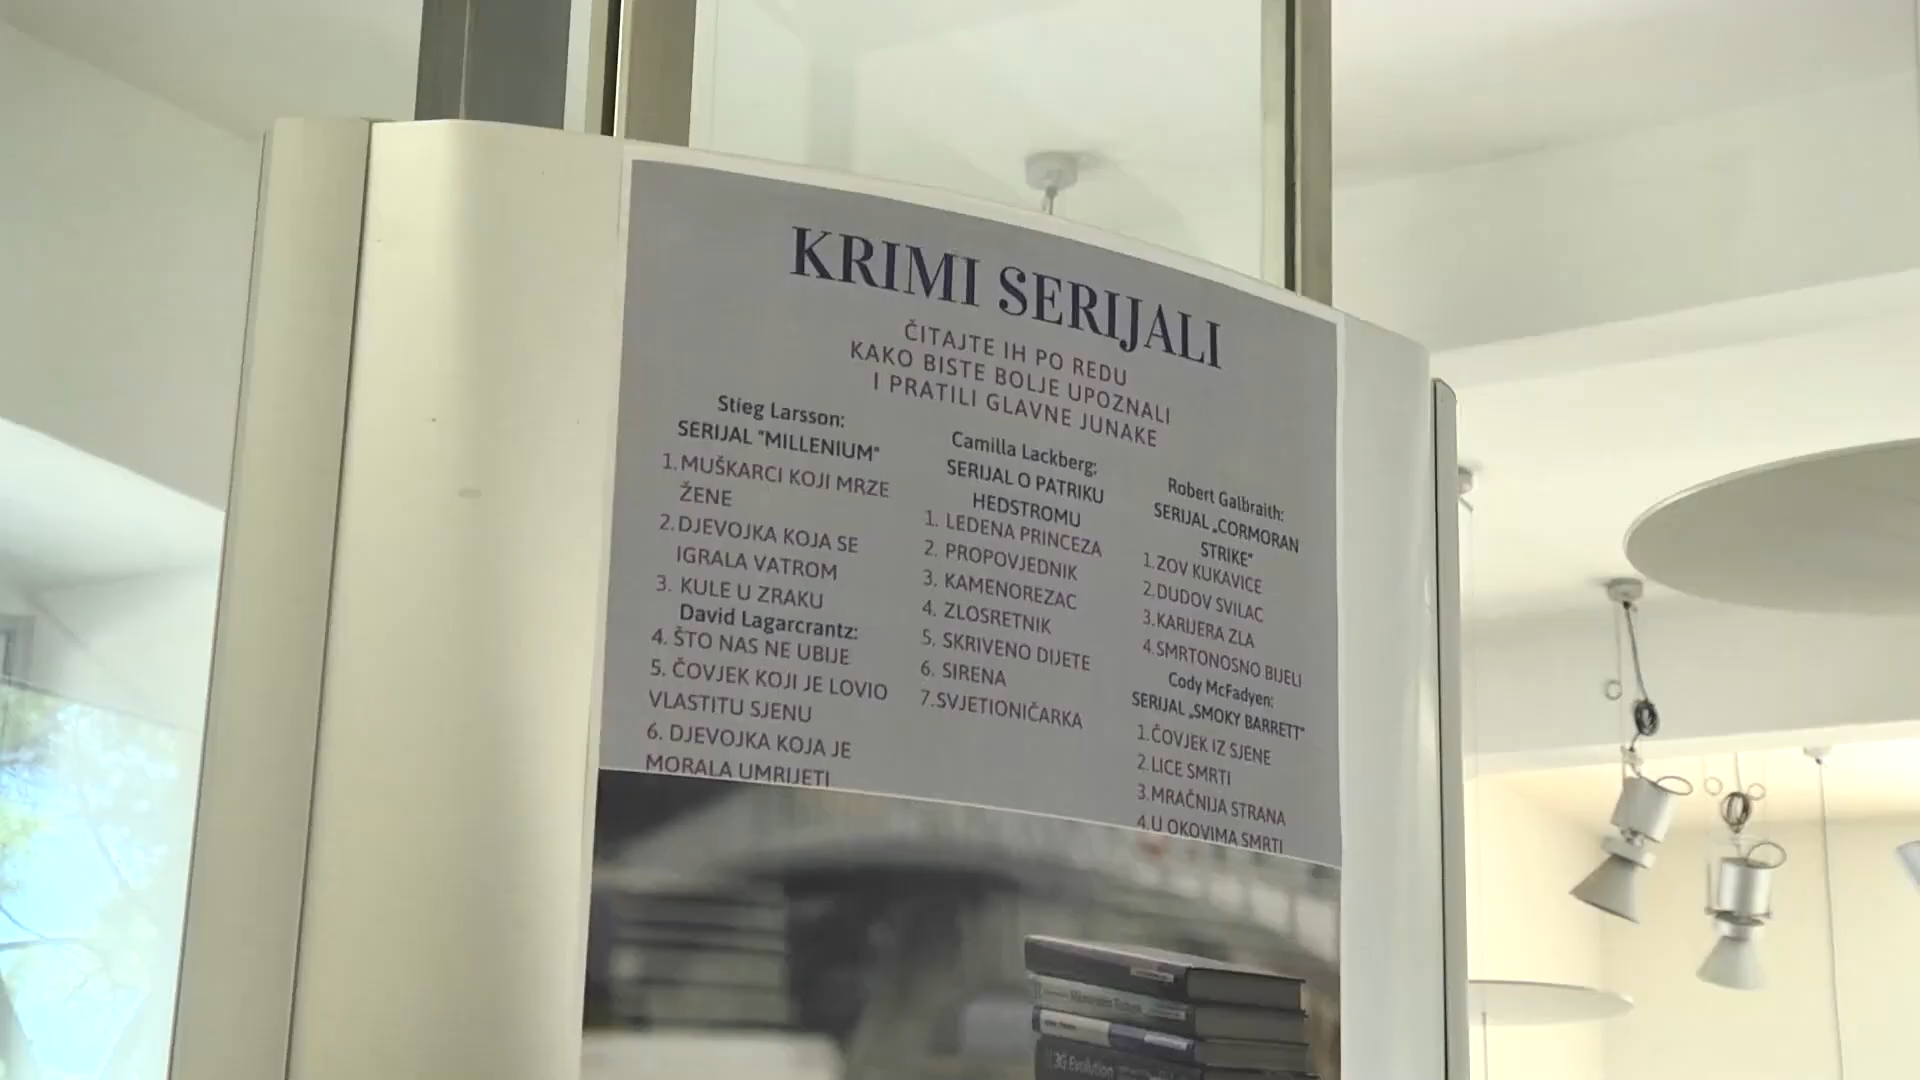 KRIMI SERIJALI
ČITAJTE IH PO REDU
KAKO BISTE BOLJE UPOZNALI
I PRATILI GLAVNE JUNAKE
Stieg Larsson:
SERIJAL "MILLENIUM"
1. MUŠKARCI KOJI MRZE
ŽENE
2. DJEVOJKA KOJA SE
IGRALA VATROM
3. KULE U ZRAKU
David Lagarcrantz:
4. ŠTO NAS NE UBIJE
5. ČOVJEK KOJI JE LOVIO
VLASTITU SJENU
6. DJEVOJKA KOJA JE
MORALA UMRIJETI
Camilla Lackberg:
SERIJAL O PATRIKU
HEDSTROMU
1. LEDENA PRINCEZA
2. PROPOVJEDNIK
3. KAMENOREZAC
4. ZLOSRETNIK
5. SKRIVENO DIJETE
6. SIRENA
7. SVJETIONIČARKA
Robert Galbraith:
SERIJAL „CORMORAN
STRIKE"
1. ZOV KUKAVICE
2. DUDOV SVILAC
3. KARIJERA ZLA
4. SMRTONOSNO BIJELI
Cody McFadyen:
SERIJAL „SMOKY BARRETT"
1. ČOVJEK IZ SJENE
2. LICE SMRTI
3. MRAČNIJA STRANA
4. U OKOVIMA SMRTI
3G Evolution